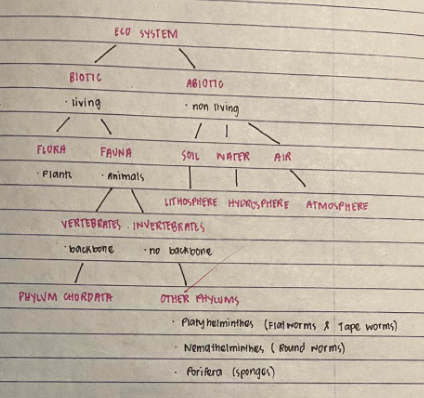 ECO SYSTEM
BIOTIC ABIOTIC
· living · non living
FLORA FAUNA SOIL WATER AIR
· Plants · Animals
LITHOSPHERE HYDROSPHERE ATMOSPHERE
VERTEBRATES · INVERTEBRATES
· backbone · no backbone
PHYLUM CHORDATA OTHER PHYLUMS
· Platyhelminthes (Flatworms & Tape worms)
· Nemathelminthes (Round worms)
· Porifera (sponges)